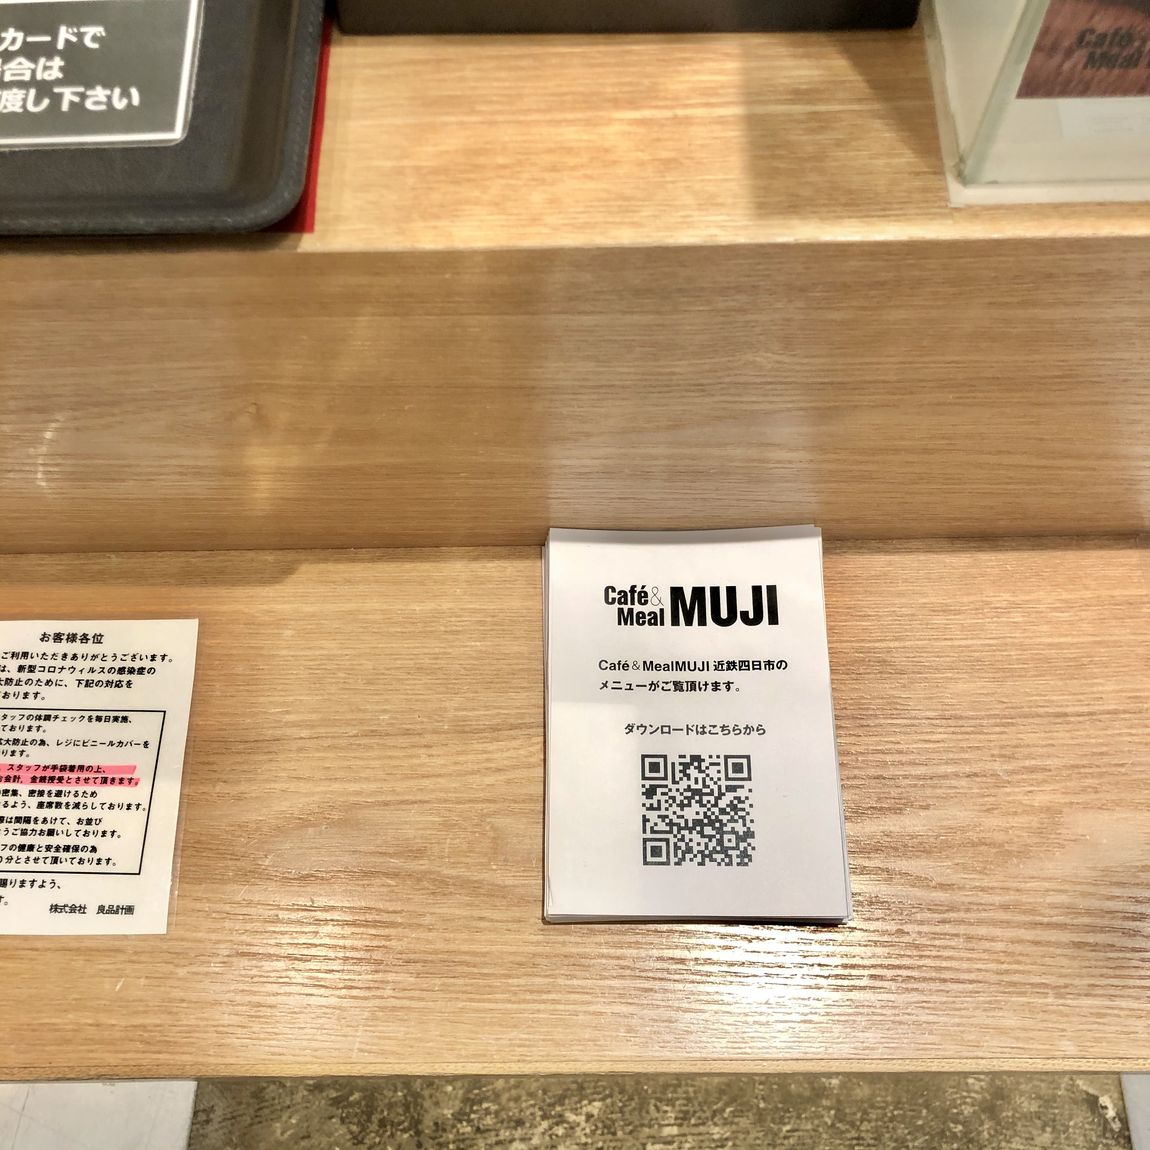 カードで
場合は
度し下さい
Café &
Meal
Café &
Meal MUJI
Café&MealMUJI 近鉄四日市の
メニューがご覧頂けます。
ダウンロードはこちらから
お客様各位
ご利用いただきありがとうございます。
は、新型コロナウィルスの感染症の
大防止のために、下記の対応を
おります。
タッフの体調チェックを毎日実施、
ております。
拡大防止の為、レジにビニールカバーを
ります。
、スタッフが手袋着用の上、
お会計、金銭授受とさせて頂きます。
密集、密接を避けるため
るよう、座席数を減らしております。
際は間隔をあけて、お並び
うご協力お願いしております。
フの健康と安全確保の為
0分とさせて頂いております。
賜りますよう、
す。
株式会社 良品計画